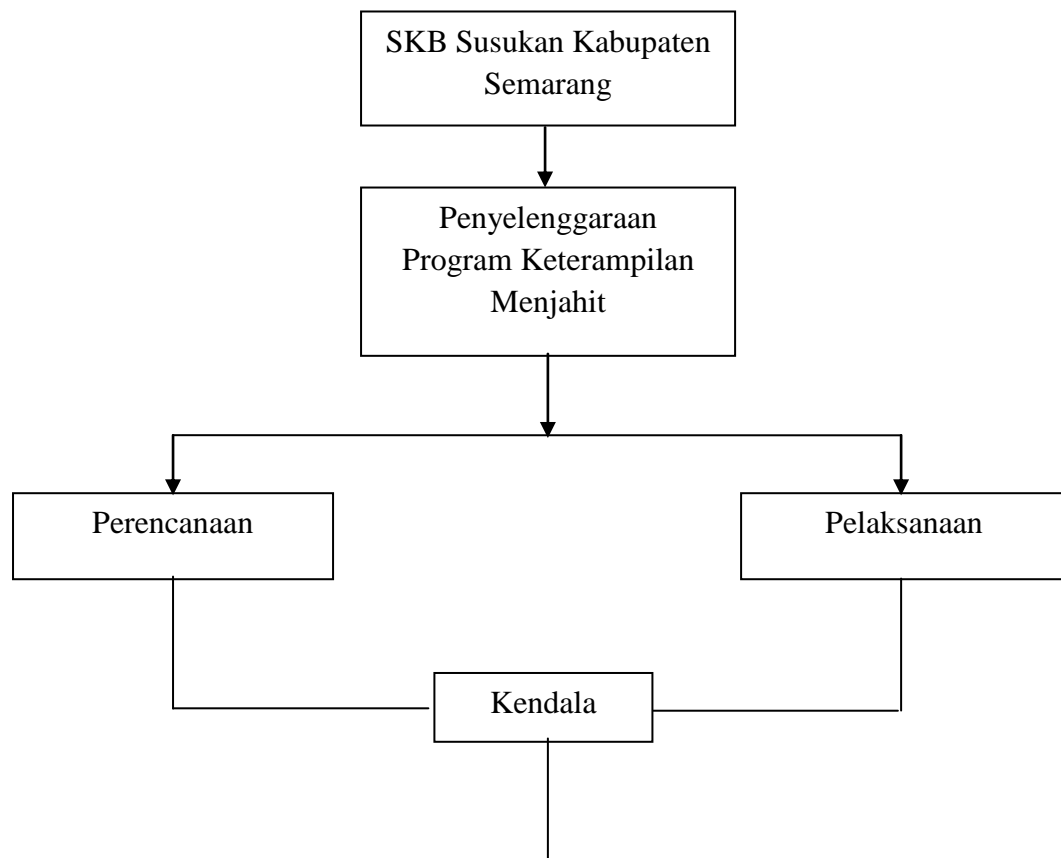 SKB Susukan Kabupaten
Semarang
Penyelenggaraan
Program Keterampilan
Menjahit
Perencanaan
Pelaksanaan
Kendala